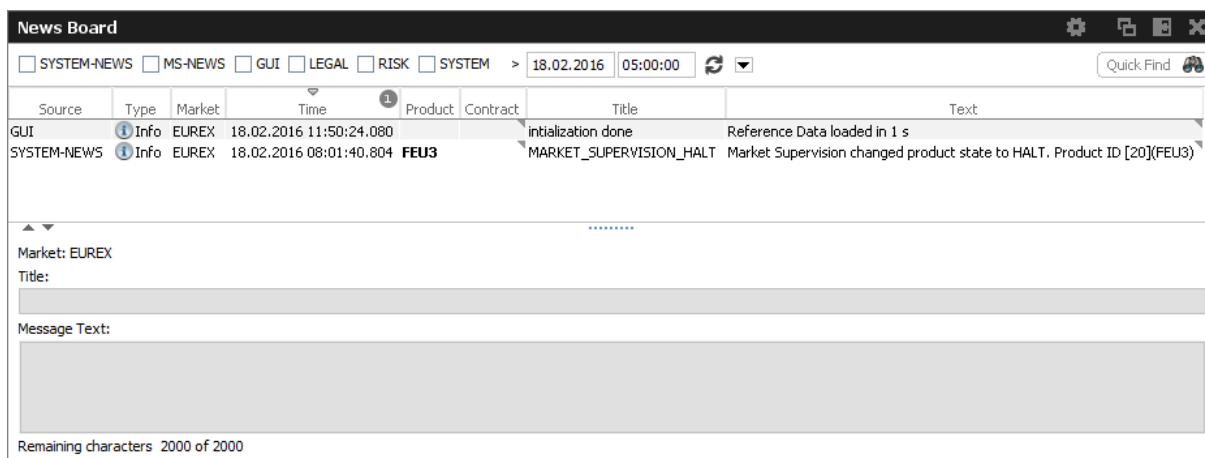 News Board
SYSTEM-NEWS MS-NEWS GUI LEGAL RISK SYSTEM > 18.02.2016 05:00:00 Quick Find
Source Type Market Time 1 Product Contract Title Text
GUI Info EUREX 18.02.2016 11:50:24.080 intialization done Reference Data loaded in 1 s
SYSTEM-NEWS Info EUREX 18.02.2016 08:01:40.804 FEU3 MARKET_SUPERVISION_HALT Market Supervision changed product state to HALT. Product ID [20](FEU3)
Market: EUREX
Title:
Message Text:
Remaining characters 2000 of 2000